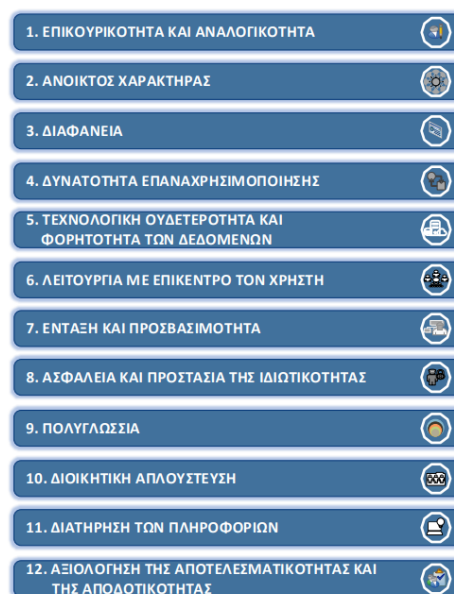 1. ΕΠΙΚΟΥΡΙΚΟΤΗΤΑ ΚΑΙ ΑΝΑΛΟΓΙΚΟΤΗΤΑ
2. ΑΝΟΙΚΤΟΣ ΧΑΡΑΚΤΗΡΑΣ
3. ΔΙΑΦΑΝΕΙΑ
4. ΔΥΝΑΤΟΤΗΤΑ ΕΠΑΝΑΧΡΗΣΙΜΟΠΟΙΗΣΗΣ
5. ΤΕΧΝΟΛΟΓΙΚΗ ΟΥΔΕΤΕΡΟΤΗΤΑ ΚΑΙ
ΦΟΡΗΤΟΤΗΤΑ ΤΩΝ ΔΕΔΟΜΕΝΩΝ
6. ΛΕΙΤΟΥΡΓΙΑ ΜΕ ΕΠΙΚΕΝΤΡΟ ΤΟΝ ΧΡΗΣΤΗ
7. ΕΝΤΑΞΗ ΚΑΙ ΠΡΟΣΒΑΣΙΜΟΤΗΤΑ
8. ΑΣΦΑΛΕΙΑ ΚΑΙ ΠΡΟΣΤΑΣΙΑ ΤΗΣ ΙΔΙΩΤΙΚΟΤΗΤΑΣ
9. ΠΟΛΥΓΛΩΣΣΙΑ
10. ΔΙΟΙΚΗΤΙΚΗ ΑΠΛΟΥΣΤΕΥΣΗ
11. ΔΙΑΤΗΡΗΣΗ ΤΩΝ ΠΛΗΡΟΦΟΡΙΩΝ
12. ΑΞΙΟΛΟΓΗΣΗ ΤΗΣ ΑΠΟΤΕΛΕΣΜΑΤΙΚΟΤΗΤΑΣ ΚΑΙ
ΤΗΣ ΑΠΟΔΟΤΙΚΟΤΗΤΑΣ